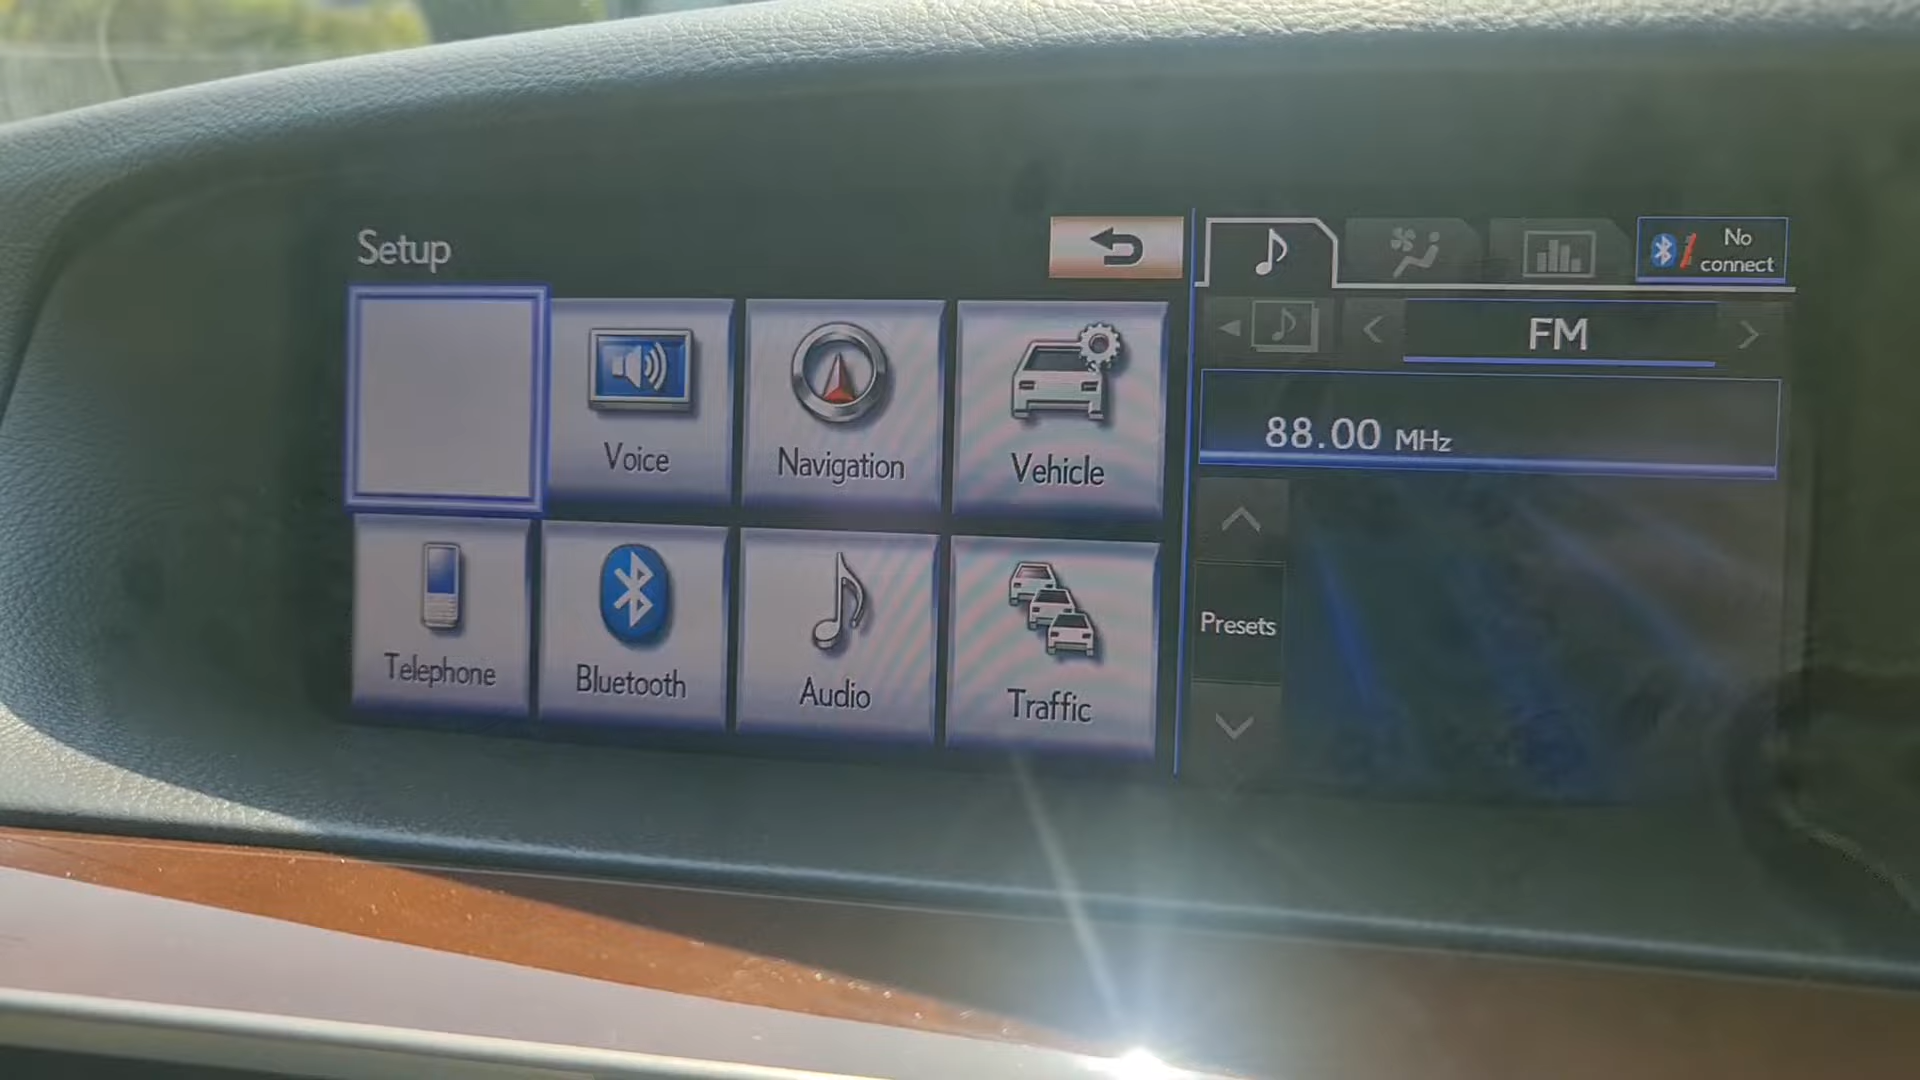 Setup
No
connect
FM
88.00 MHz
Voice
Navigation
Vehicle
Presets
Telephone
Bluetooth
Audio
Traffic